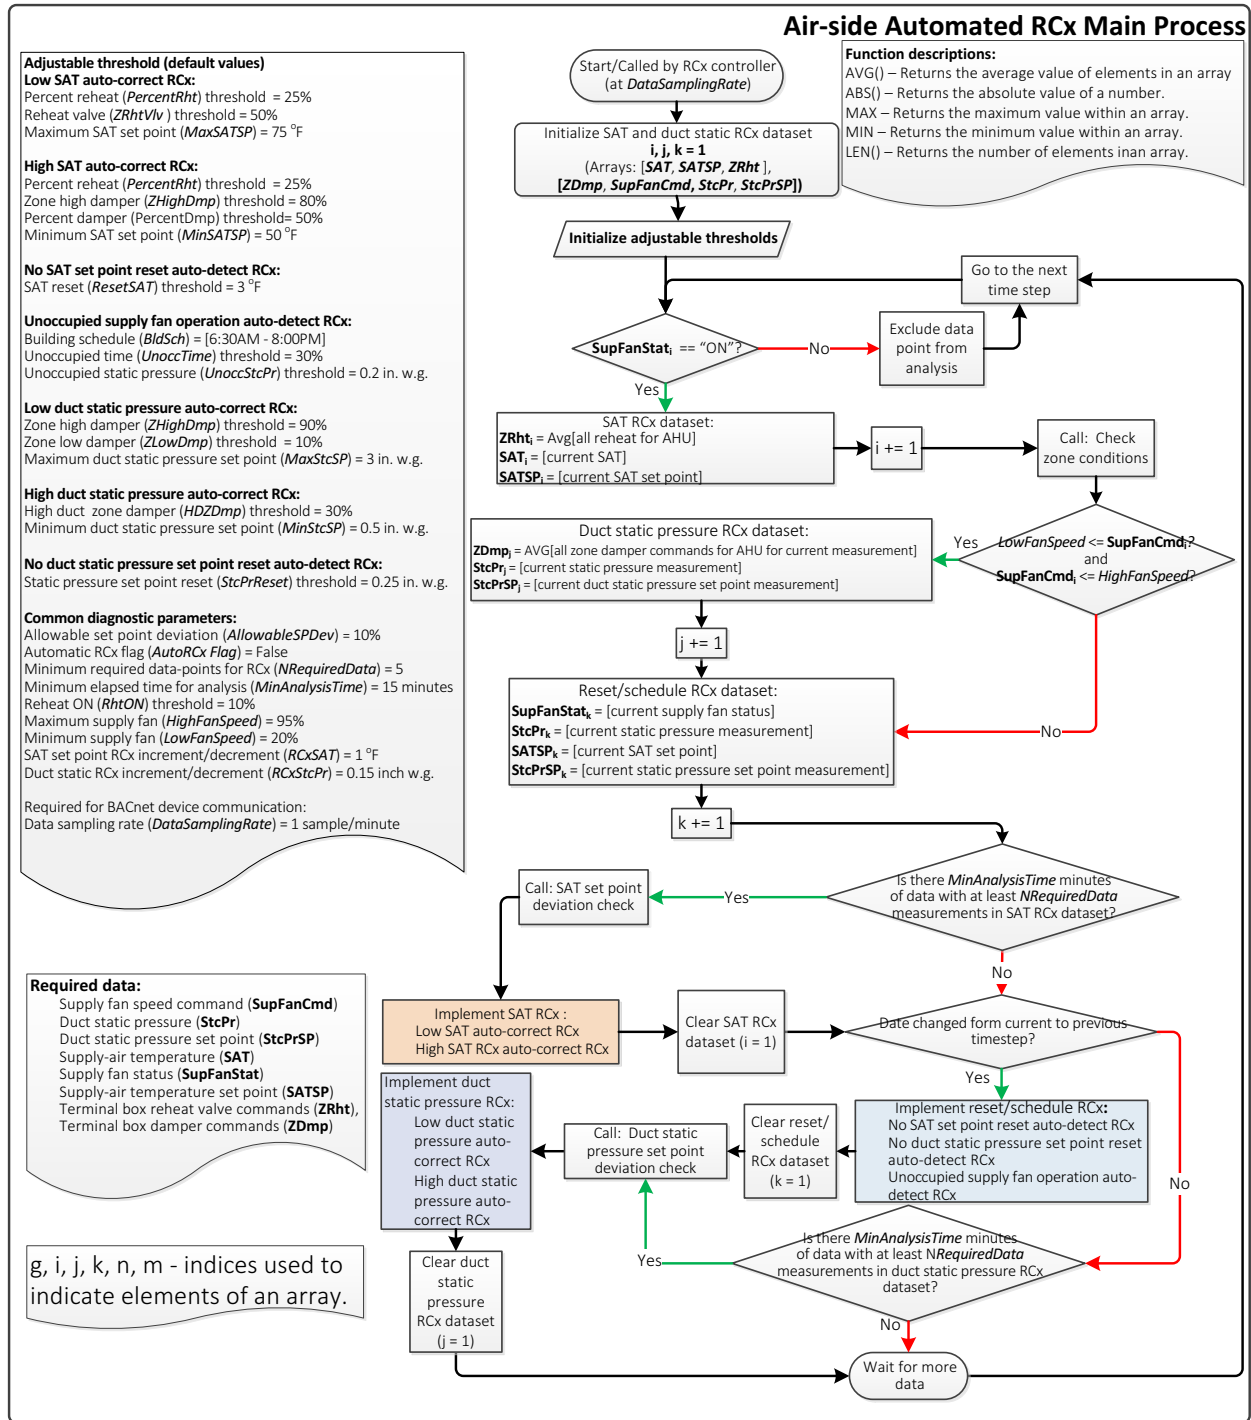 Air-side Automated RCx Main Process
Adjustable threshold (default values)
Low SAT auto-correct RCx:
Percent reheat (PercentRht) threshold = 25%
Reheat valve (ZRhtVlv ) threshold = 50%
Maximum SAT set point (MaxSATSP) = 75 °F
High SAT auto-correct RCx:
Percent reheat (PercentRht) threshold = 25%
Zone high damper (ZHighDmp) threshold = 80%
Percent damper (PercentDmp) threshold= 50%
Minimum SAT set point (MinSATSP) = 50 °F
No SAT set point reset auto-detect RCx:
SAT reset (ResetSAT) threshold = 3 °F
Unoccupied supply fan operation auto-detect RCx:
Building schedule (BldSch) = [6:30AM - 8:00PM]
Unoccupied time (UnoccTime) threshold = 30%
Unoccupied static pressure (UnoccStcPr) threshold = 0.2 in. w.g.
Low duct static pressure auto-correct RCx:
Zone high damper (ZHighDmp) threshold = 90%
Zone low damper (ZLowDmp) threshold = 10%
Maximum duct static pressure set point (MaxStcSP) = 3 in. w.g.
High duct static pressure auto-correct RCx:
High duct zone damper (HDZDmp) threshold = 30%
Minimum duct static pressure set point (MinStcSP) = 0.5 in. w.g.
No duct static pressure set point reset auto-detect RCx:
Static pressure set point reset (StcPrReset) threshold = 0.25 in. w.g.
Common diagnostic parameters:
Allowable set point deviation (AllowableSPDev) = 10%
Automatic RCx flag (AutoRCx Flag) = False
Minimum required data-points for RCx (NRequiredData) = 5
Minimum elapsed time for analysis (MinAnalysisTime) = 15 minutes
Reheat ON (RhtON) threshold = 10%
Maximum supply fan (HighFanSpeed) = 95%
Minimum supply fan (LowFanSpeed) = 20%
SAT set point RCx increment/decrement (RCxSAT) = 1 °F
Duct static RCx increment/decrement (RCxStcPr) = 0.15 inch w.g.
Required for BACnet device communication:
Data sampling rate (DataSamplingRate) = 1 sample/minute
Start/Called by RCx controller
(at DataSamplingRate)
Function descriptions:
AVG() – Returns the average value of elements in an array
ABS() – Returns the absolute value of a number.
MAX – Returns the maximum value within an array.
MIN – Returns the minimum value within an array.
LEN() – Returns the number of elements inan array.
Initialize SAT and duct static RCx dataset
i, j, k = 1
(Arrays: [SAT, SATSP, ZRht ],
[ZDmp, SupFanCmd, StcPr, StcPrSP])
Initialize adjustable thresholds
Go to the next
time step
SupFanStati == “ON”?
No
Exclude data
point from
analysis
Yes
SAT RCx dataset:
ZRhti = Avg[all reheat for AHU]
SATi = [current SAT]
SATSPi = [current SAT set point]
i += 1
Call: Check
zone conditions
LowFanSpeed <= SupFanCmdi?
and
SupFanCmdi <= HighFanSpeed?
Yes
No
Duct static pressure RCx dataset:
ZDmpj = AVG[all zone damper commands for AHU for current measurement]
StcPrj = [current static pressure measurement]
StcPrSPj = [current duct static pressure set point measurement]
j += 1
Reset/schedule RCx dataset:
SupFanStatk = [current supply fan status]
StcPrk = [current static pressure measurement]
SATSPk = [current SAT set point]
StcPrSPk = [current static pressure set point measurement]
k += 1
Is there MinAnalysisTime minutes
of data with at least NRequiredData
measurements in SAT RCx dataset?
Yes
No
Call: SAT set point
deviation check
Implement SAT RCx :
Low SAT auto-correct RCx
High SAT RCx auto-correct RCx
Clear SAT RCx
dataset (i = 1)
Date changed form current to previous
timestep?
Yes
No
Implement reset/schedule RCx:
No SAT set point reset auto-detect RCx
No duct static pressure set point reset
auto-detect RCx
Unoccupied supply fan operation auto-
detect RCx
Clear reset/
schedule
RCx dataset
(k = 1)
Call: Duct static
pressure set point
deviation check
Implement duct
static pressure RCx:
Low duct static
pressure auto-
correct RCx
High duct static
pressure auto-
correct RCx
Is there MinAnalysisTime minutes
of data with at least NRequiredData
measurements in duct static pressure RCx
dataset?
Yes
No
Clear duct
static
pressure
RCx dataset
(j = 1)
Wait for more
data
Required data:
Supply fan speed command (SupFanCmd)
Duct static pressure (StcPr)
Duct static pressure set point (StcPrSP)
Supply-air temperature (SAT)
Supply fan status (SupFanStat)
Supply-air temperature set point (SATSP)
Terminal box reheat valve commands (ZRht),
Terminal box damper commands (ZDmp)
g, i, j, k, n, m - indices used to
indicate elements of an array.